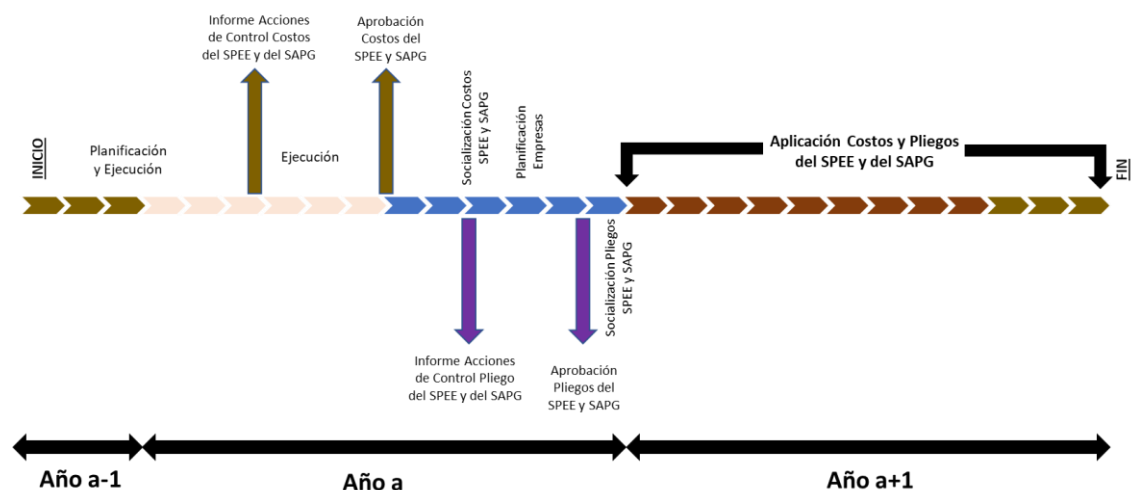 Informe Acciones
de Control Costos
del SPEE y del SAPG
Aprobación
Costos del
SPEE y SAPG
INICIO
Planificación
y Ejecución
Ejecución
Socialización Costos
SPEE y SAPG
Planificación
Empresas
Aplicación Costos y Pliegos
del SPEE y del SAPG
FIN
Socialización Pliegos
SPEE y SAPG
Informe Acciones
de Control Pliego
del SPEE y del SAPG
Aprobación
Pliegos del
SPEE y SAPG
Año a-1
Año a
Año a+1